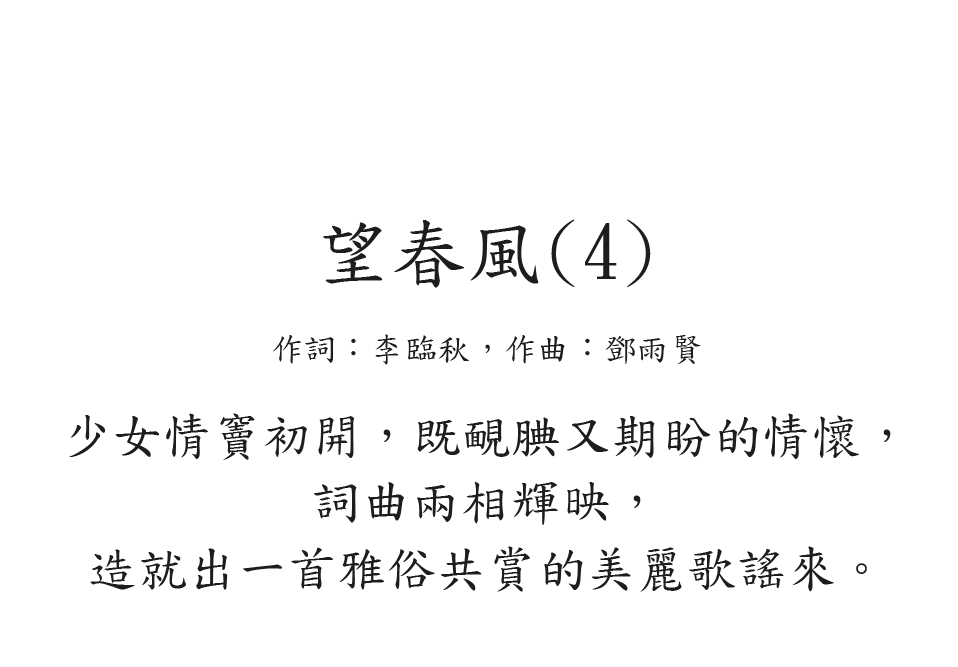 望春風(4)
作詞：李臨秋，作曲：鄧雨賢
少女情竇初開，既靦腆又期盼的情懷，
詞曲兩相輝映，
造就出一首雅俗共賞的美麗歌謠來。